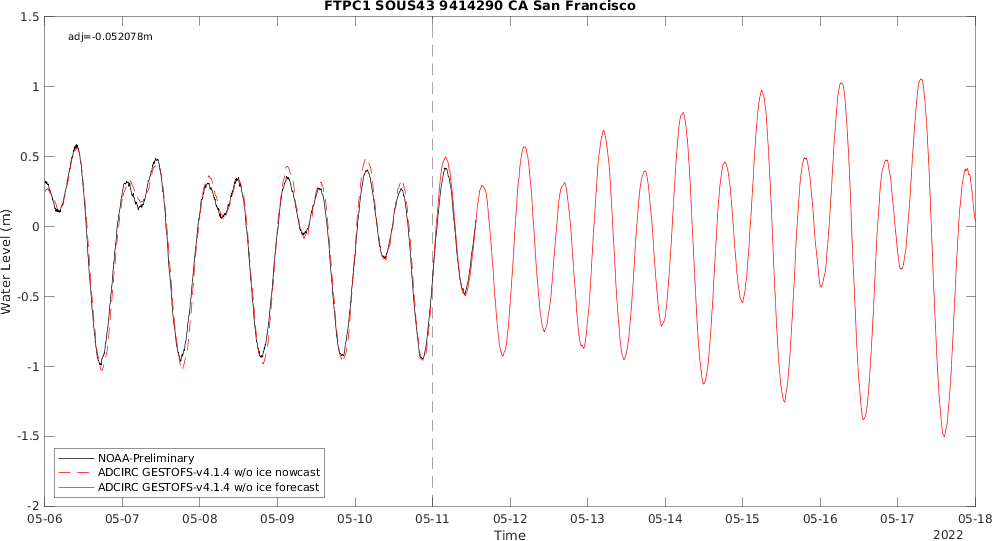 FTPC1 SOUS43 9414290 CA San Francisco
1.5
adj=-0.052078m
1
0.5
0
-0.5
-1
-1.5
-2
Water Level (m)
NOAA-Preliminary
ADCIRC GESTOFS-v4.1.4 w/o ice nowcast
ADCIRC GESTOFS-v4.1.4 w/o ice forecast
05-06 05-07 05-08 05-09 05-10 05-11 05-12 05-13 05-14 05-15 05-16 05-17 05-18
Time
2022